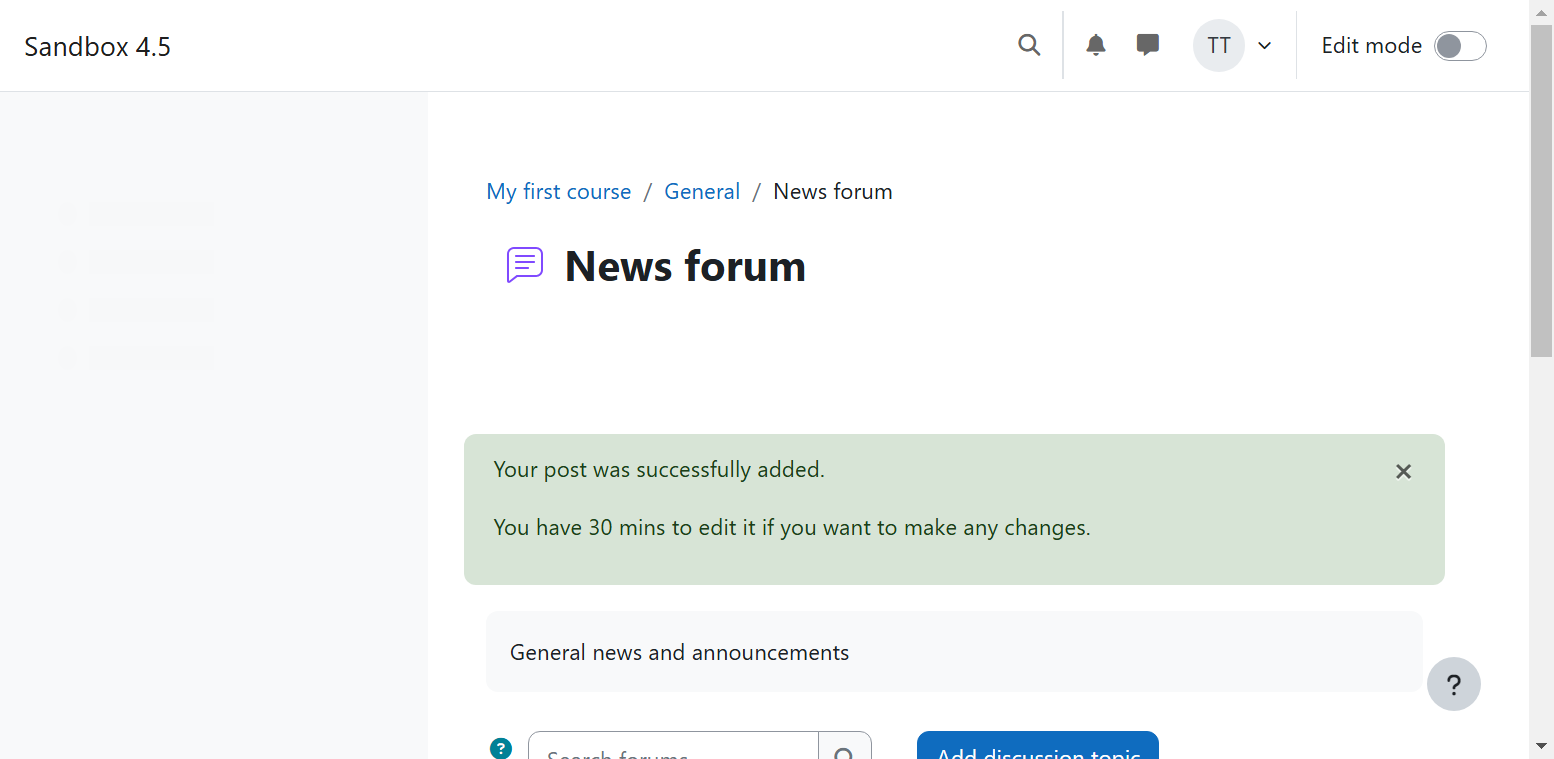 Sandbox 4.5
TT
Edit mode
My first course / General / News forum
News forum
Your post was successfully added.
×
You have 30 mins to edit it if you want to make any changes.
General news and announcements
?
?
Search forums
Add discussion topic